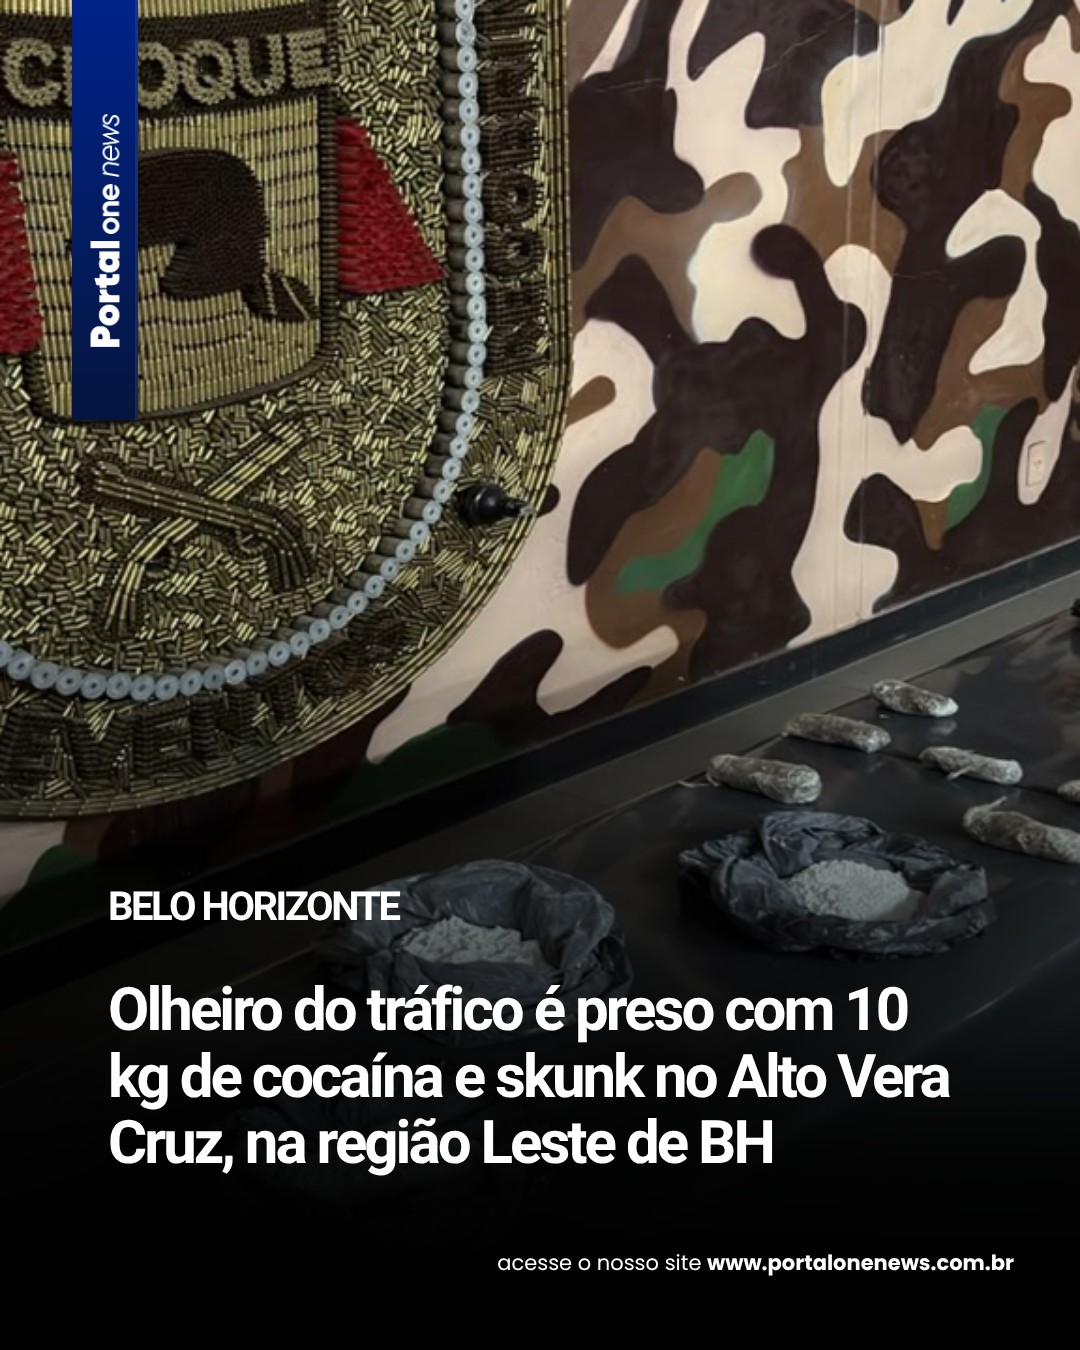 CHOQUE
Portal one news
BELO HORIZONTE
Olheiro do tráfico é preso com 10
kg de cocaína e skunk no Alto Vera
Cruz, na região Leste de BH
acesse o nosso site www.portalonenews.com.br